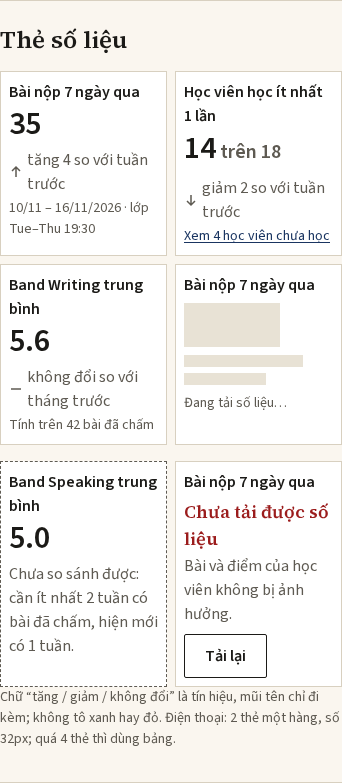 Thẻ số liệu
Bài nộp 7 ngày qua
35
↑ tăng 4 so với tuần
trước
10/11 – 16/11/2026 · lớp
Tue–Thu 19:30
Học viên học ít nhất
1 lần
14 trên 18
↓ giảm 2 so với tuần
trước
Xem 4 học viên chưa học
Band Writing trung
bình
5.6
— không đổi so với
tháng trước
Tính trên 42 bài đã chấm
Bài nộp 7 ngày qua
Đang tải số liệu…
Band Speaking trung
bình
5.0
Chưa so sánh được:
cần ít nhất 2 tuần có
bài đã chấm, hiện mới
có 1 tuần.
Bài nộp 7 ngày qua
Chưa tải được số
liệu
Bài và điểm của học
viên không bị ảnh
hưởng.
Tải lại
Chữ “tăng / giảm / không đổi” là tín hiệu, mũi tên chỉ đi
kèm; không tô xanh hay đỏ. Điện thoại: 2 thẻ một hàng, số
32px; quá 4 thẻ thì dùng bảng.